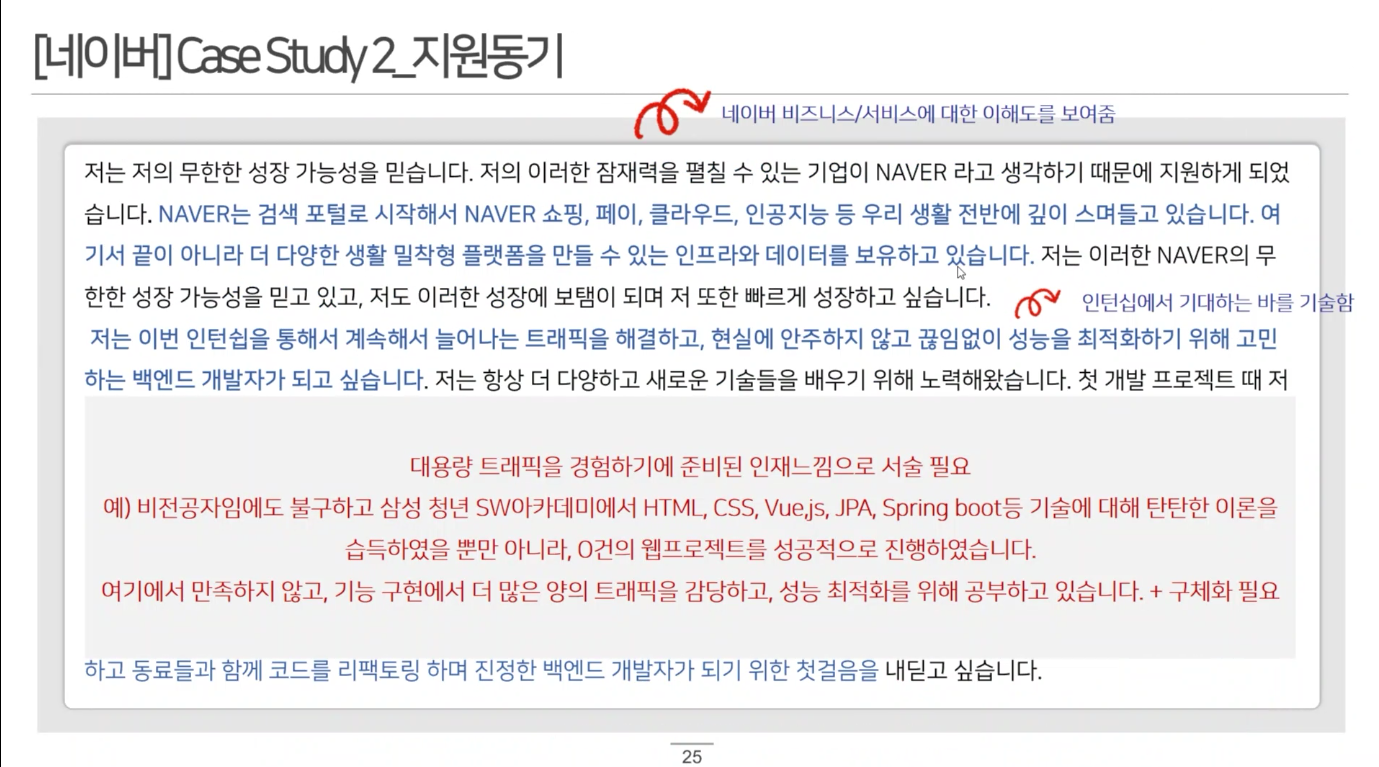 [네이버] Case Study 2_지원동기
네이버 비즈니스/서비스에 대한 이해도를 보여줌
저는 저의 무한한 성장 가능성을 믿습니다. 저의 이러한 잠재력을 펼칠 수 있는 기업이 NAVER 라고 생각하기 때문에 지원하게 되었
습니다. NAVER는 검색 포털로 시작해서 NAVER 쇼핑, 페이, 클라우드, 인공지능 등 우리 생활 전반에 깊이 스며들고 있습니다. 여
기서 끝이 아니라 더 다양한 생활 밀착형 플랫폼을 만들 수 있는 인프라와 데이터를 보유하고 있습니다. 저는 이러한 NAVER의 무
한한 성장 가능성을 믿고 있고, 저도 이러한 성장에 보탬이 되며 저 또한 빠르게 성장하고 싶습니다.
인턴십에서 기대하는 바를 기술함
저는 이번 인턴쉽을 통해서 계속해서 늘어나는 트래픽을 해결하고, 현실에 안주하지 않고 끊임없이 성능을 최적화하기 위해 고민
하는 백엔드 개발자가 되고 싶습니다. 저는 항상 더 다양하고 새로운 기술들을 배우기 위해 노력해왔습니다. 첫 개발 프로젝트 때 저
대용량 트래픽을 경험하기에 준비된 인재느낌으로 서술 필요
예) 비전공자임에도 불구하고 삼성 청년 SW아카데미에서 HTML, CSS, Vue,js, JPA, Spring boot등 기술에 대해 탄탄한 이론을
습득하였을 뿐만 아니라, O건의 웹프로젝트를 성공적으로 진행하였습니다.
여기에서 만족하지 않고, 기능 구현에서 더 많은 양의 트래픽을 감당하고, 성능 최적화를 위해 공부하고 있습니다. + 구체화 필요
하고 동료들과 함께 코드를 리팩토링 하며 진정한 백엔드 개발자가 되기 위한 첫걸음을 내딛고 싶습니다.
25